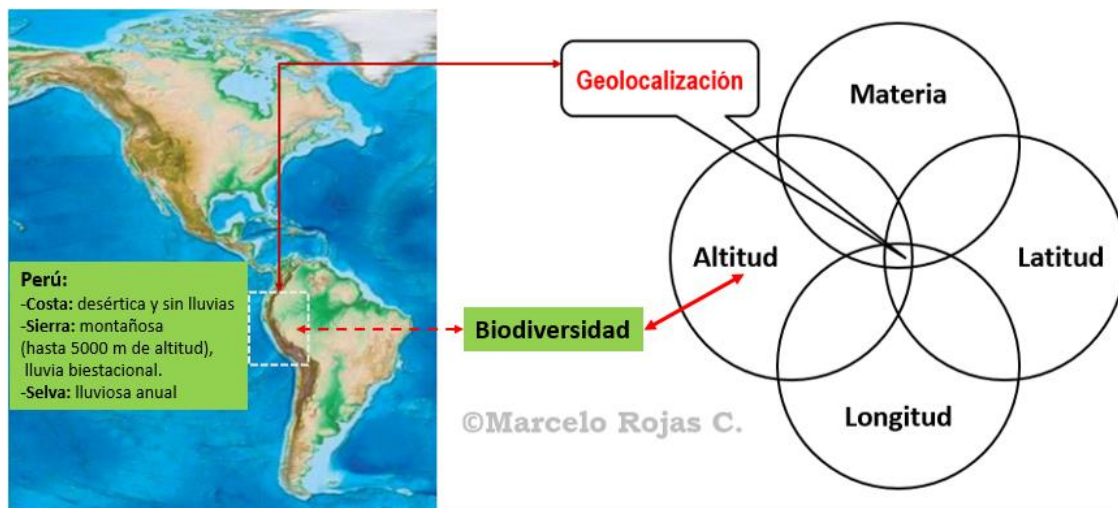 Perú:
-Costa: desértica y sin lluvias
-Sierra: montañosa
(hasta 5000 m de altitud),
lluvia biestacional.
-Selva: lluviosa anual
Biodiversidad
Geolocalización
Materia
Altitud
Latitud
Longitud
©Marcelo Rojas C.